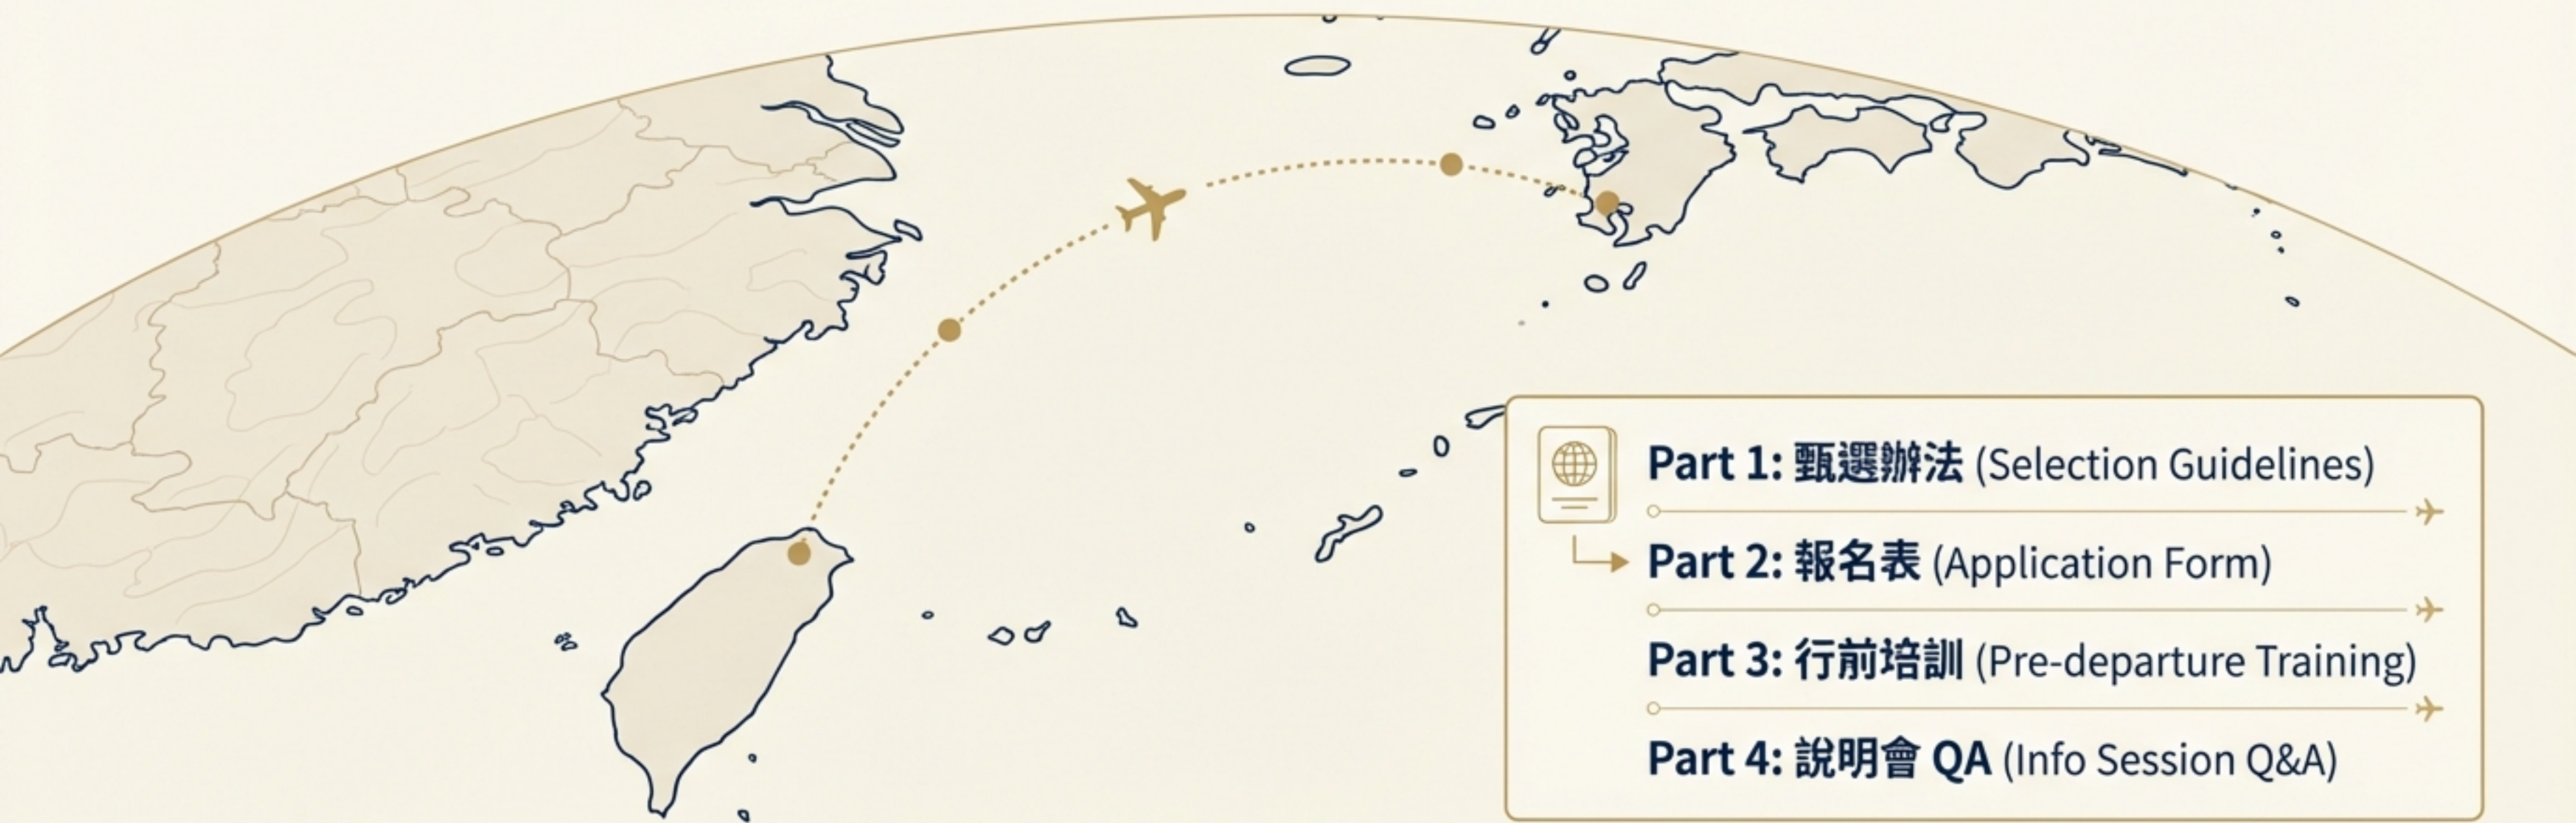 Part 1: 甄選辦法 (Selection Guidelines)
Part 2: 報名表 (Application Form)
Part 3: 行前培訓 (Pre-departure Training)
Part 4: 說明會 QA (Info Session Q&A)